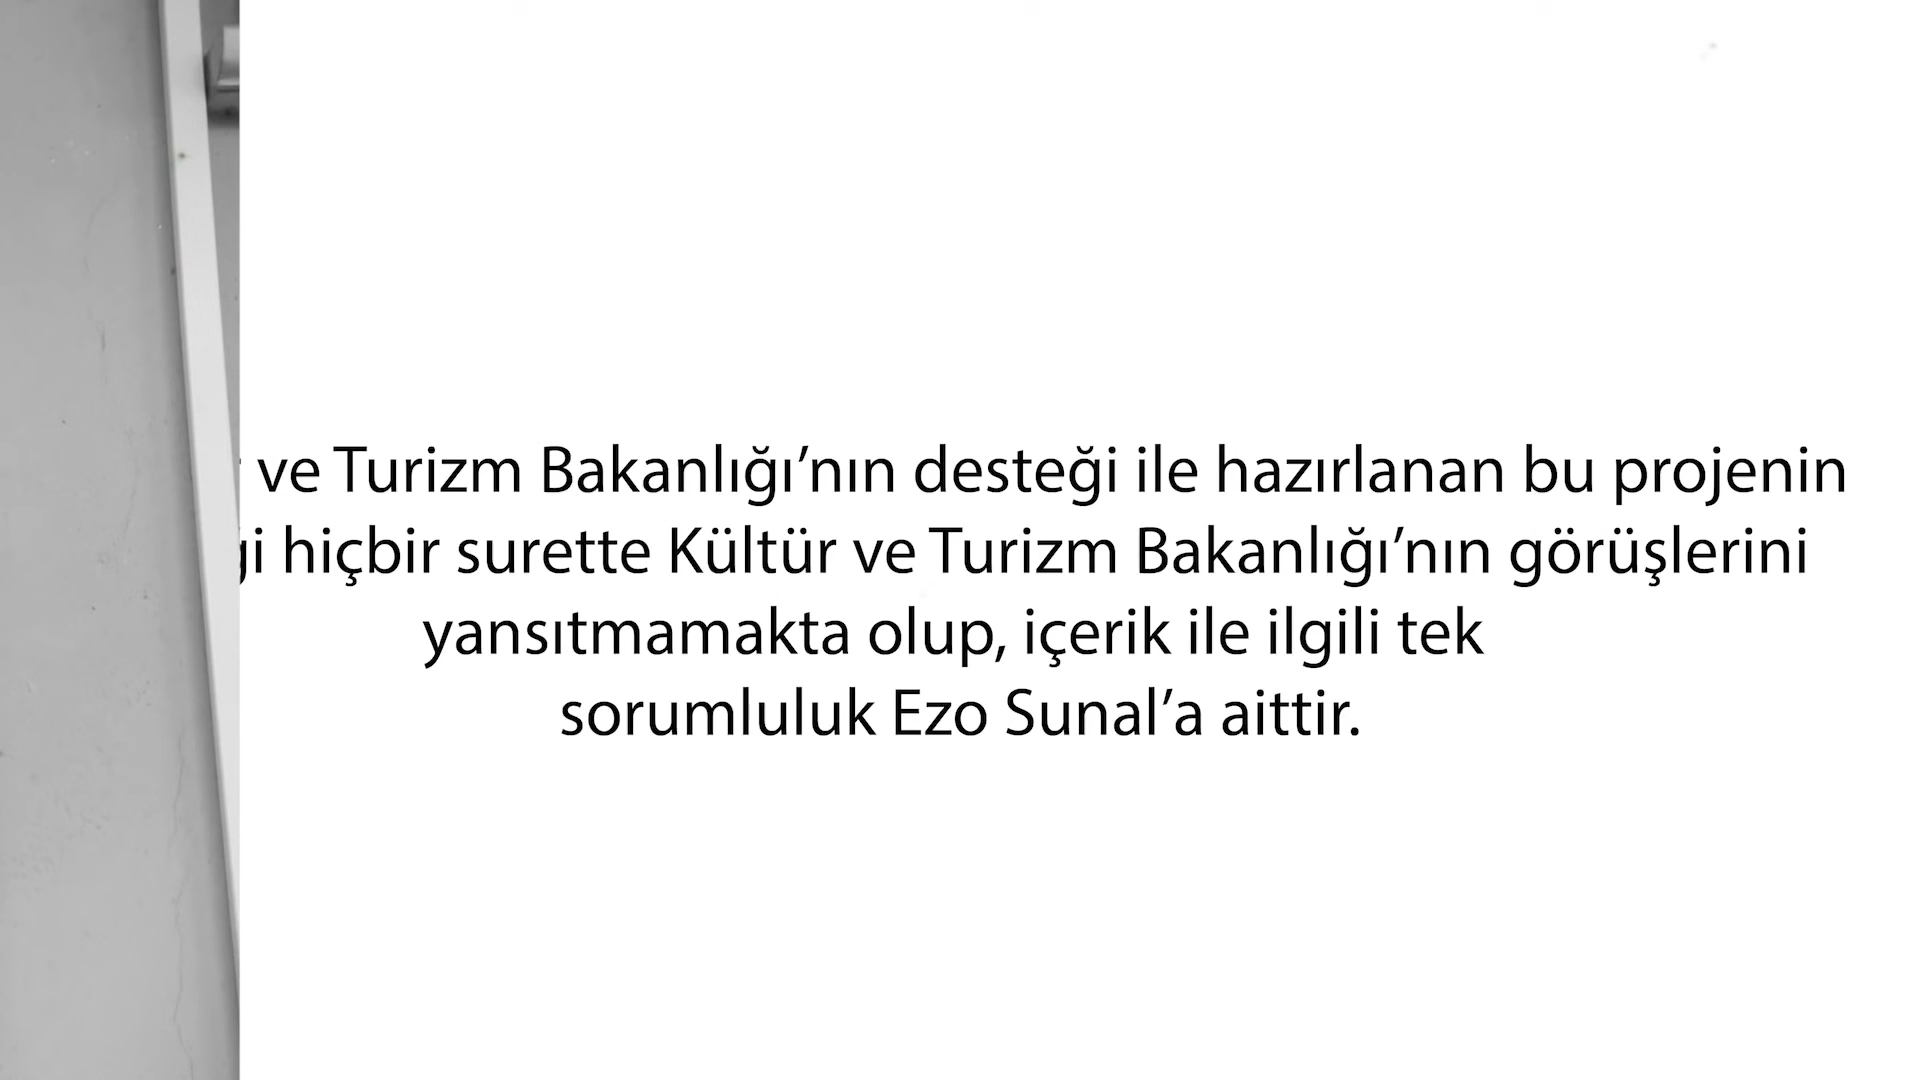 ve Turizm Bakanlığı’nın desteği ile hazırlanan bu projenin
hiçbir surette Kültür ve Turizm Bakanlığı’nın görüşlerini
yansıtmamakta olup, içerik ile ilgili tek
sorumluluk Ezo Sunal’a aittir.